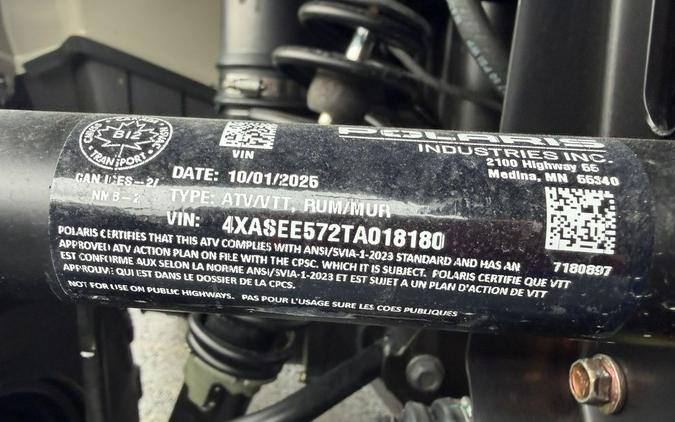 CANADA
B12
TRANSPORT
VIN
POLARIS
INDUSTRIES INC.
2100 Highway 55
Medina, MN 55340
CAN ICES-2/
NMB-2
DATE: 10/01/2025
TYPE: ATV/VTT, RUM/MUR
VIN: 4XASEE572TA018180
7180897
POLARIS CERTIFIES THAT THIS ATV COMPLIES WITH ANSI/SVIA-1-2023 STANDARD AND HAS AN
APPROVED ATV ACTION PLAN ON FILE WITH THE CPSC. WHICH IT IS SUBJECT. POLARIS CERTIFIE QUE VTT
EST CONFORME AUX SELON LA NORME ANSI/SVIA-1-2023 ET EST SUJET A UN PLAN D'ACTION DE VTT
APPROUVÉ QUI EST DANS LE DOSSIER DE LA CPCS.
NOT FOR USE ON PUBLIC HIGHWAYS. PAS POUR L'USAGE SURE LES COES PUBLIQUES